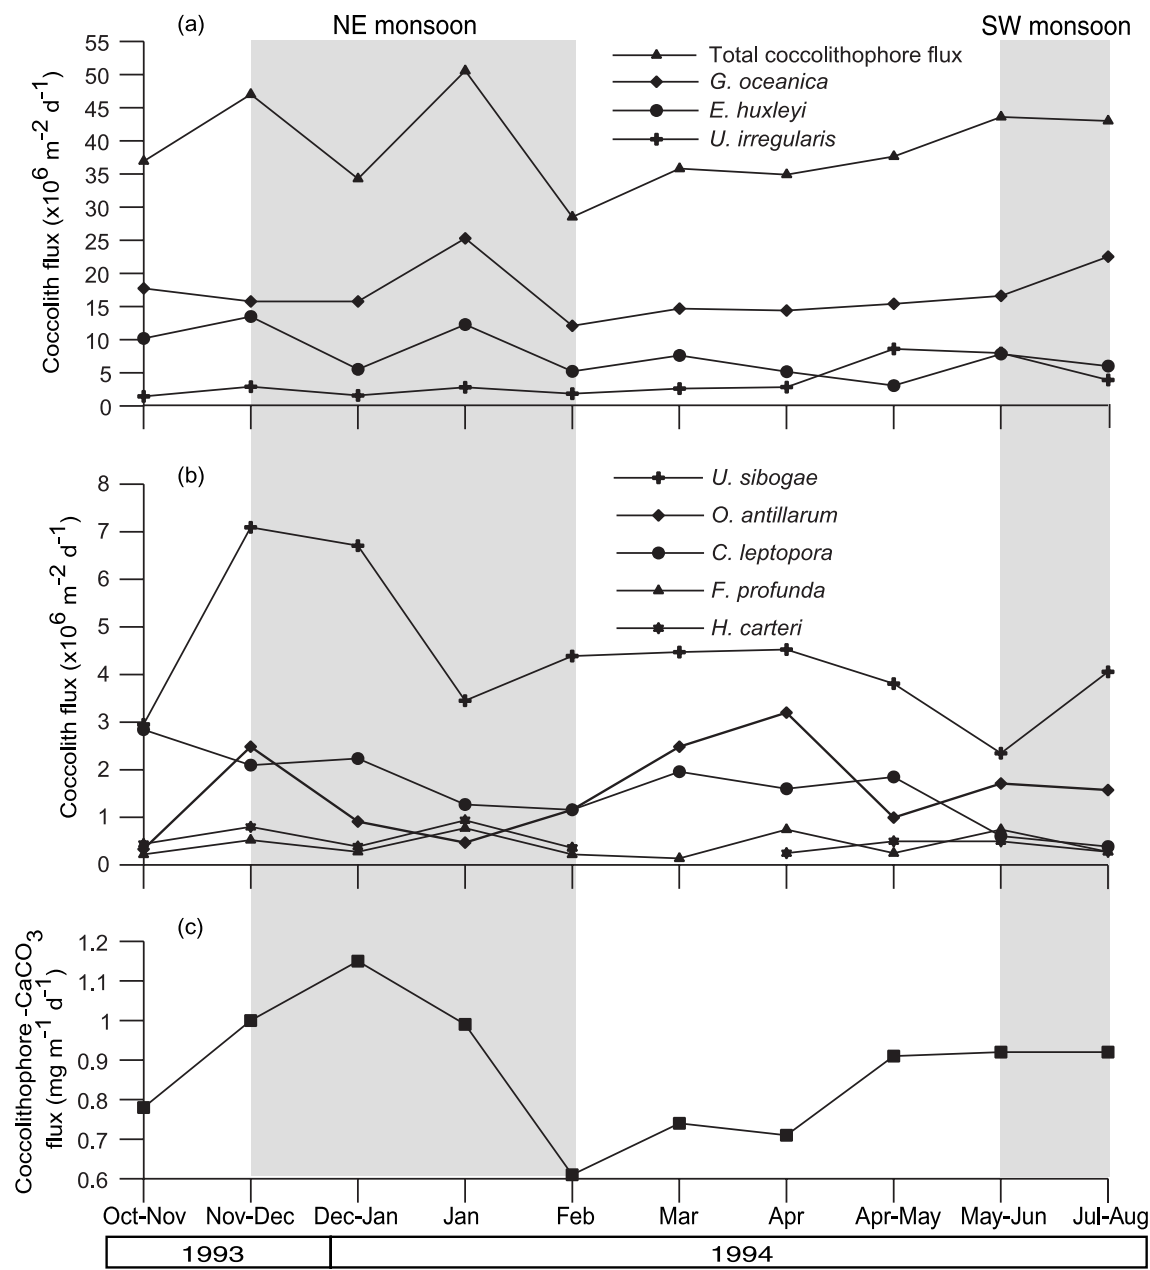 (a)
NE monsoon
SW monsoon
Coccolith flux (x10⁶ m⁻² d⁻¹)
55
50
45
40
35
30
25
20
15
10
5
0
Total coccolithophore flux
G. oceanica
E. huxleyi
U. irregularis
(b)
Coccolith flux (x10⁶ m⁻² d⁻¹)
8
7
6
5
4
3
2
1
0
U. sibogae
O. antillarum
C. leptopora
F. profunda
H. carteri
(c)
Coccolithophore -CaCO₃
flux (mg m⁻¹ d⁻¹)
1.2
1.1
1
0.9
0.8
0.7
0.6
Oct-Nov Nov-Dec Dec-Jan Jan Feb Mar Apr Apr-May May-Jun Jul-Aug
1993 1994